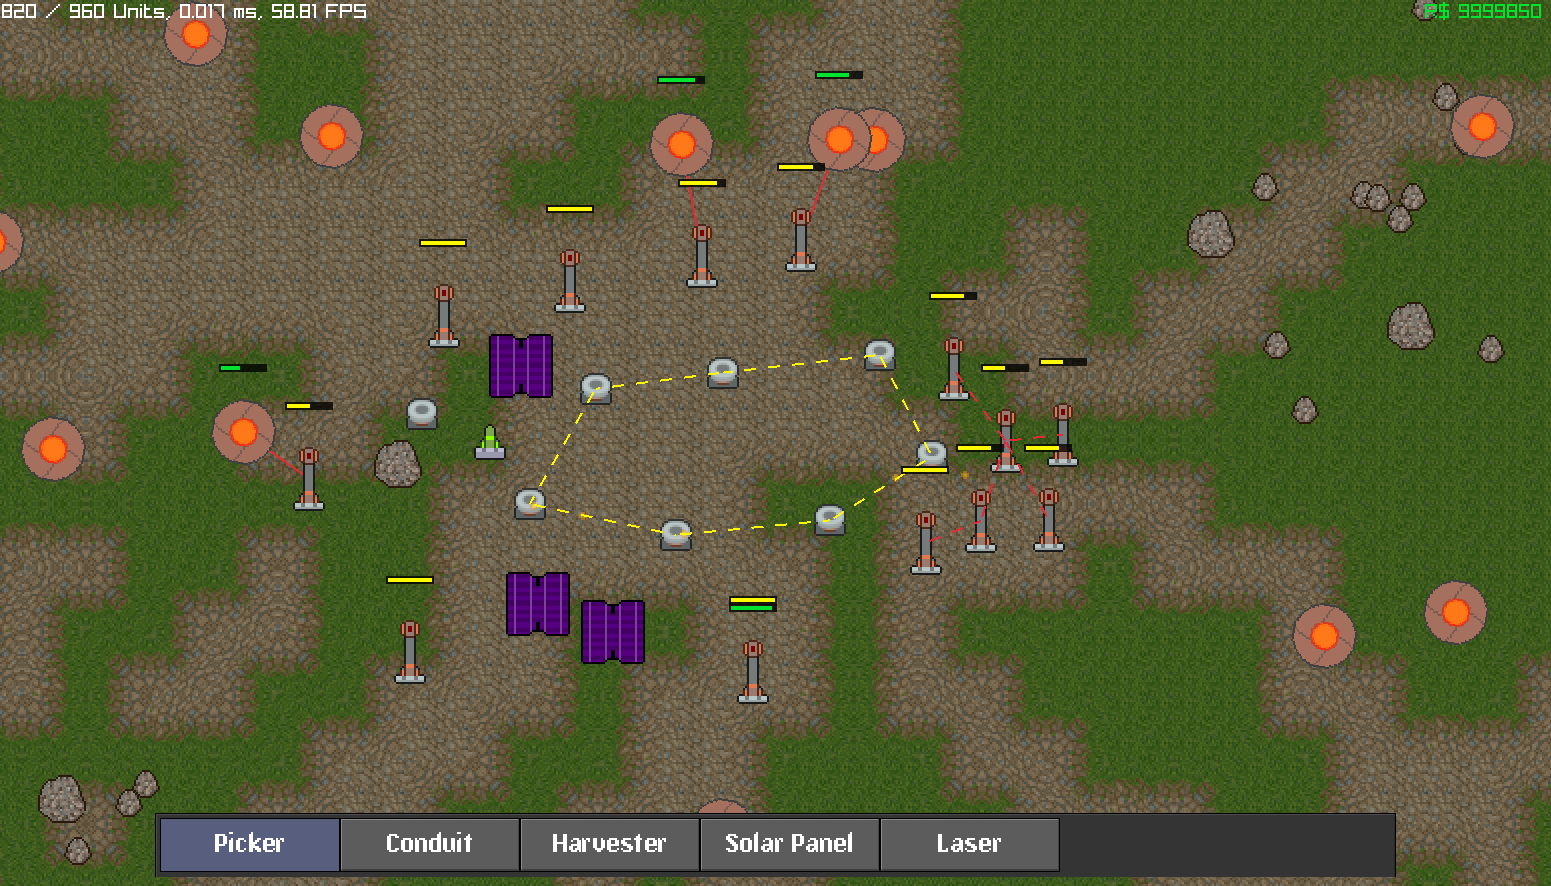 820 / 960 Units, 0.017 ms, 58.81 FPS
R$ 9999850
Picker
Conduit
Harvester
Solar Panel
Laser